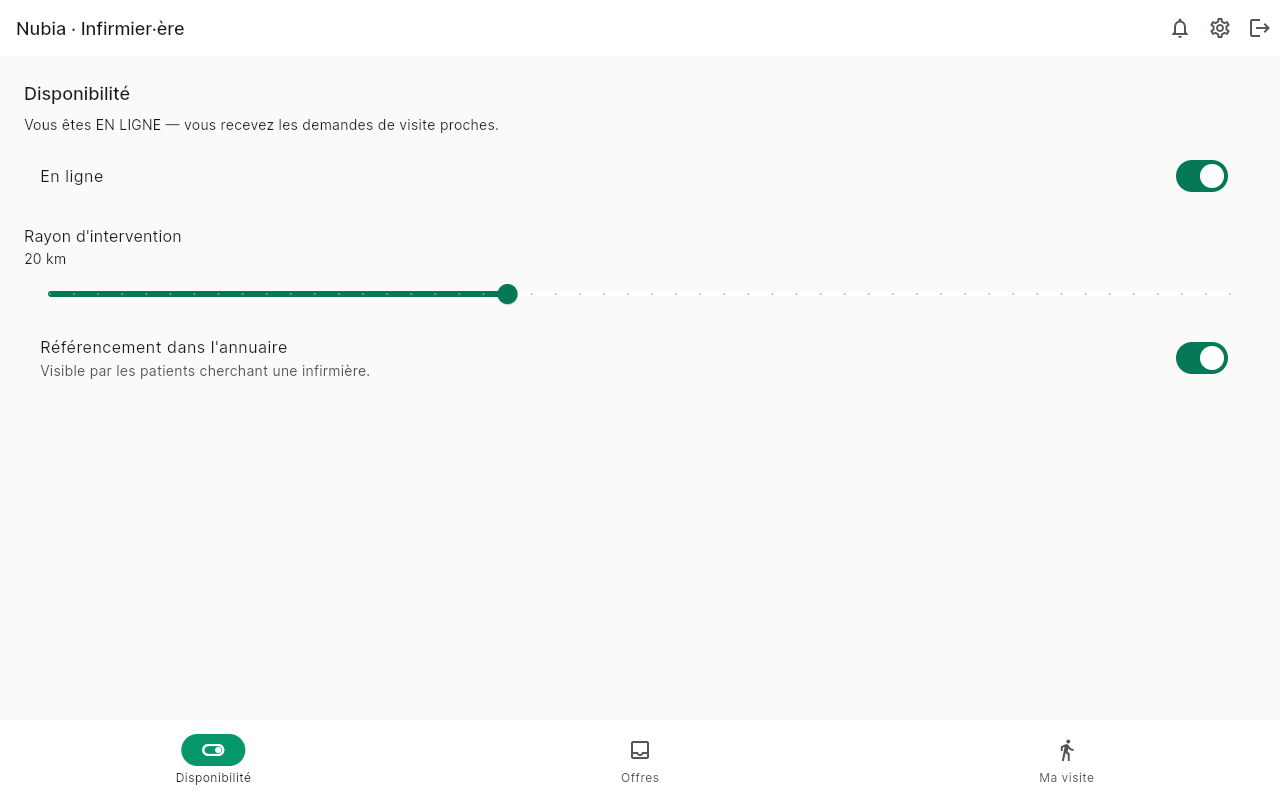 Nubia · Infirmier·ère
Disponibilité
Vous êtes EN LIGNE — vous recevez les demandes de visite proches.
En ligne
Rayon d'intervention
20 km
Référencement dans l'annuaire
Visible par les patients cherchant une infirmière.
Disponibilité
Offres
Ma visite